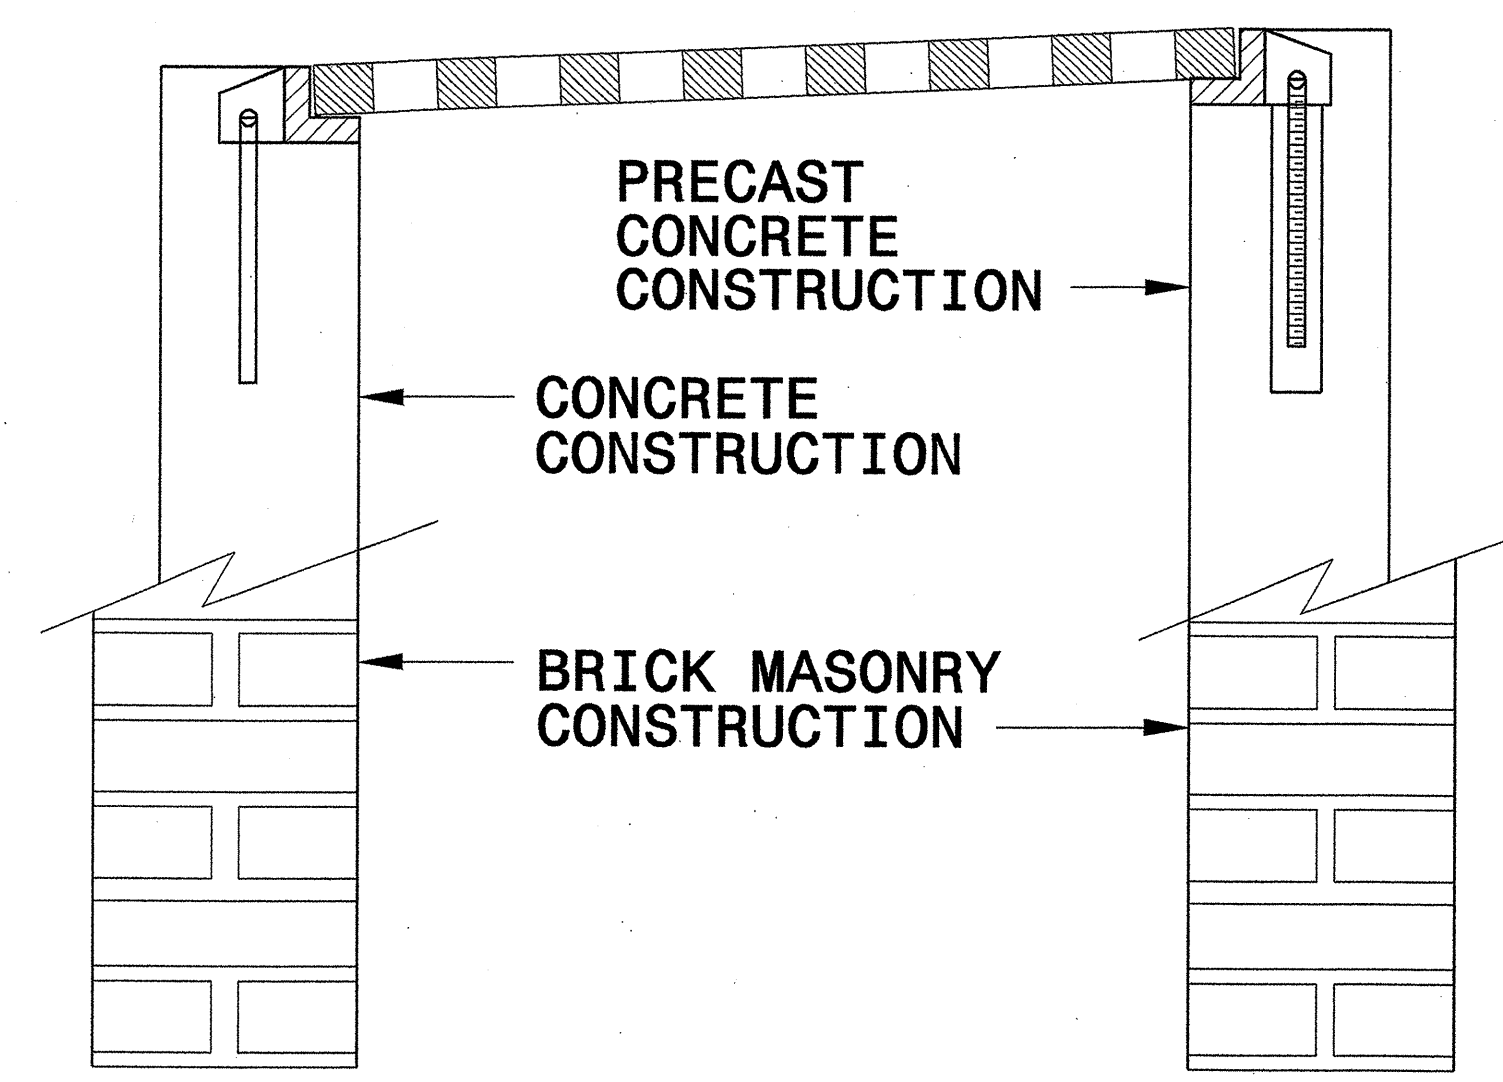 PRECAST
CONCRETE
CONSTRUCTION
CONCRETE
CONSTRUCTION
BRICK MASONRY
CONSTRUCTION